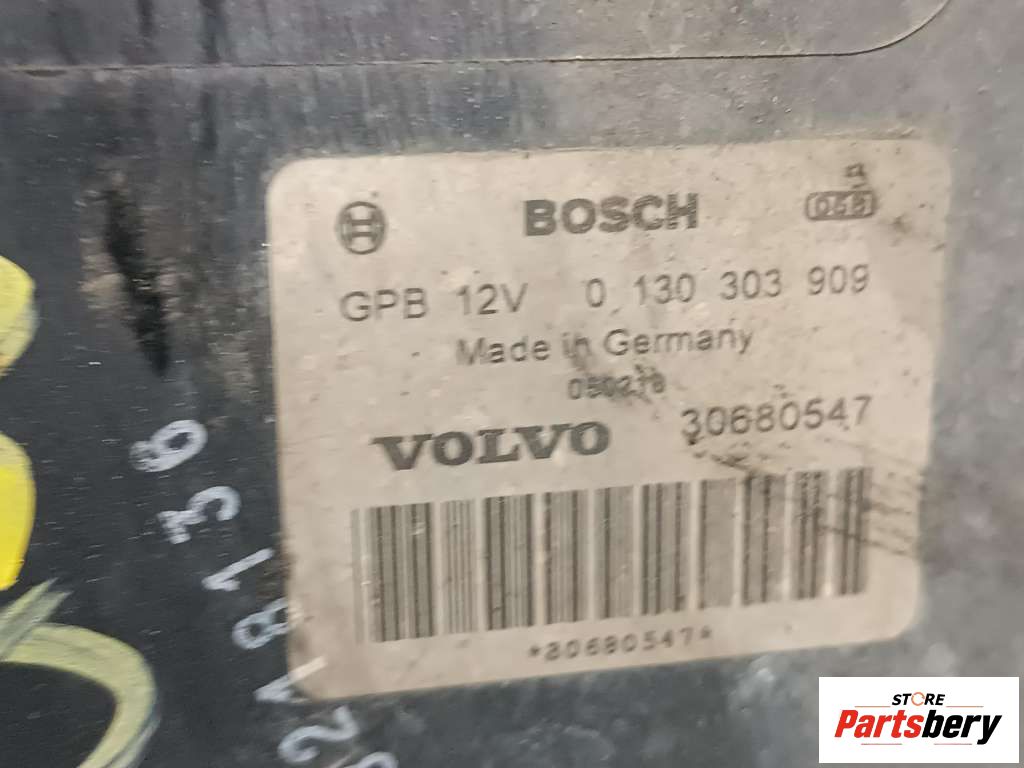 BOSCH
GPB 12V 0 130 303 909
Made in Germany
VOLVO 30680547
*30680547*
STORE
Partsbery